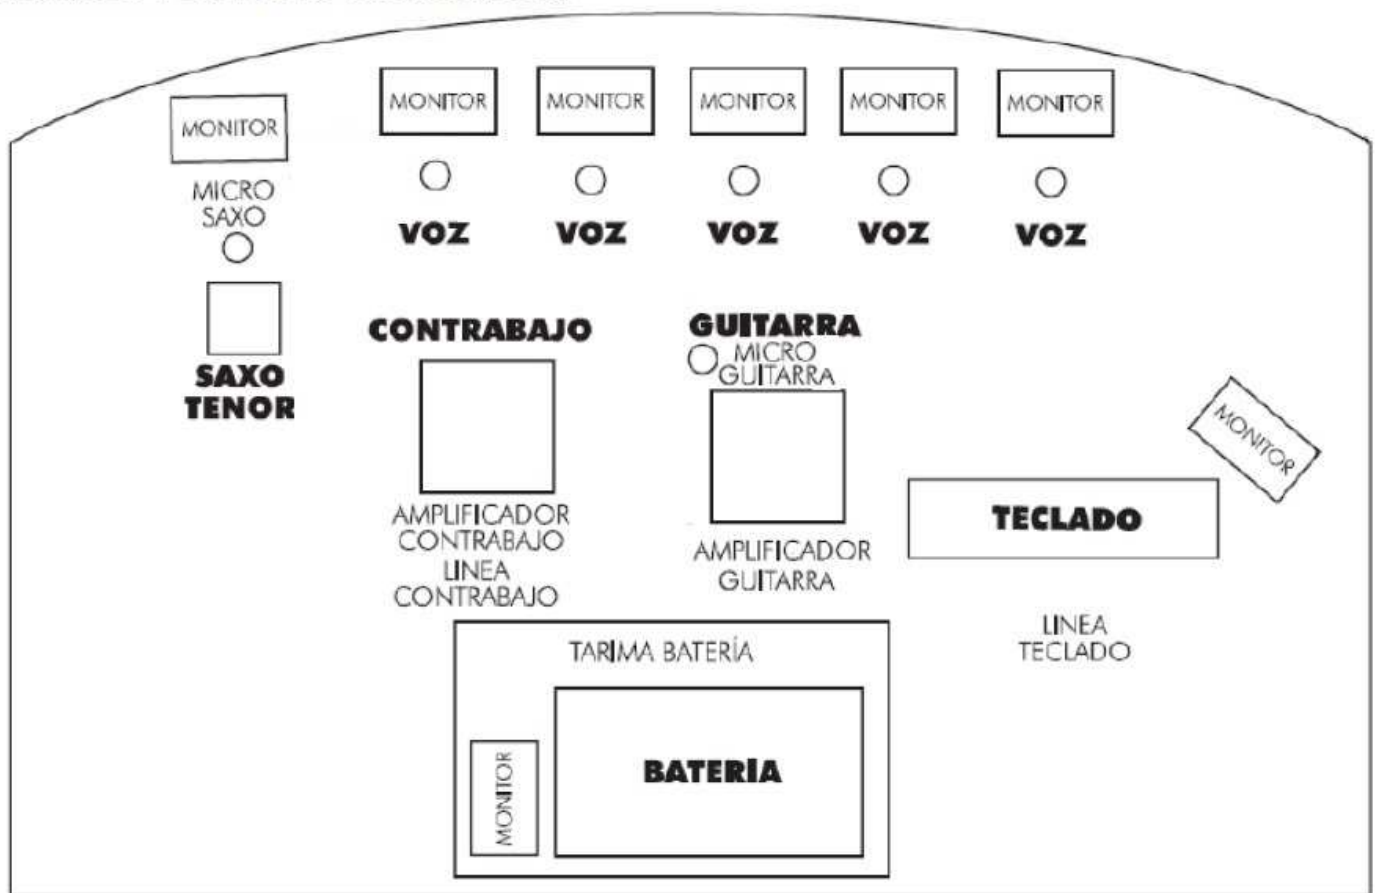 MONITOR
MONITOR
MONITOR
MONITOR
MONITOR
MONITOR
MICRO
SAXO
VOZ
VOZ
VOZ
VOZ
VOZ
SAXO
TENOR
CONTRABAJO
AMPLIFICADOR
CONTRABAJO
LINEA
CONTRABAJO
GUITARRA
MICRO
GUITARRA
AMPLIFICADOR
GUITARRA
MONITOR
TECLADO
LINEA
TECLADO
TARIMA BATERÍA
MONITOR
BATERÍA